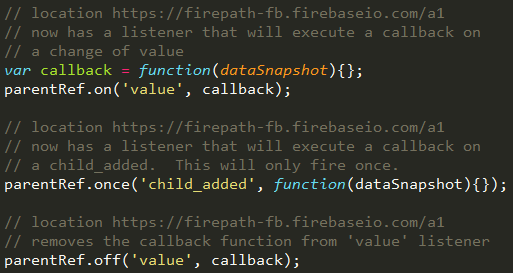 // location https://firepath-fb.firebaseio.com/a1
// now has a listener that will execute a callback on
// a change of value
var callback = function(dataSnapshot){};
parentRef.on('value', callback);
// location https://firepath-fb.firebaseio.com/a1
// now has a listener that will execute a callback on
// a child_added.  This will only fire once.
parentRef.once('child_added', function(dataSnapshot){});
// location https://firepath-fb.firebaseio.com/a1
// removes the callback function from 'value' listener
parentRef.off('value', callback);